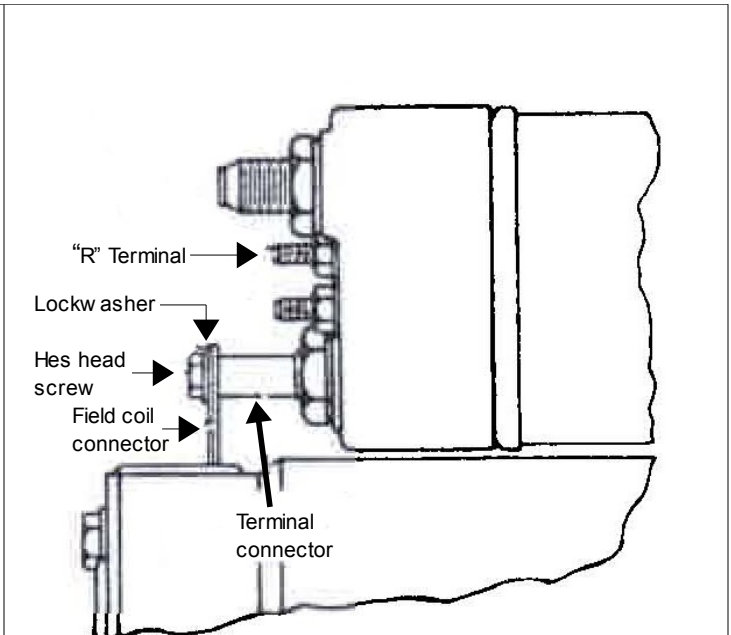 “R” Terminal
Lockw asher
Hes head
screw
Field coil
connector
Terminal
connector